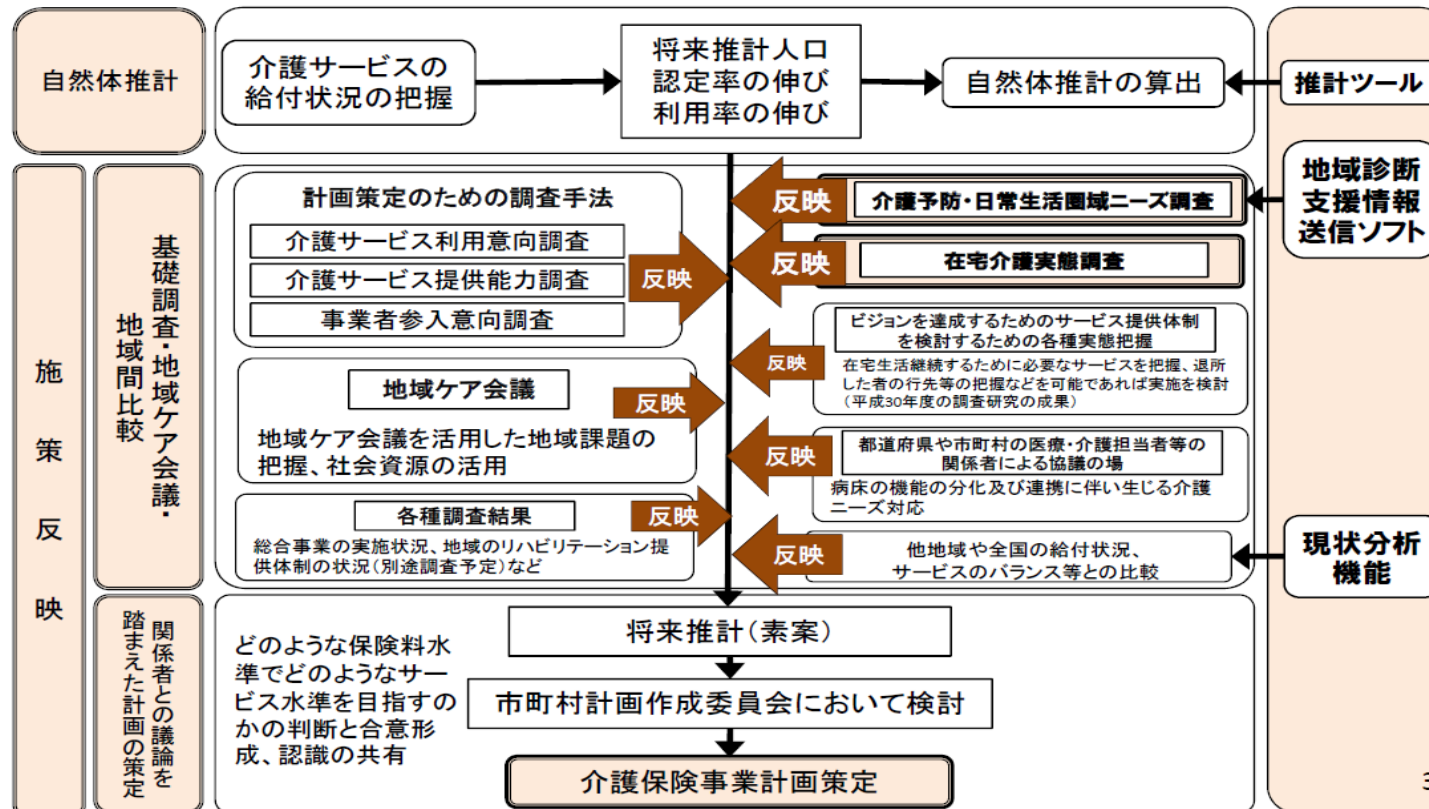 自然体推計
介護サービスの
給付状況の把握
将来推計人口
認定率の伸び
利用率の伸び
自然体推計の算出
推計ツール
施策反映
基礎調査・地域ケア会議・
地域間比較
計画策定のための調査手法
介護サービス利用意向調査
介護サービス提供能力調査
事業者参入意向調査
反映
反映
介護予防・日常生活圏域ニーズ調査
地域診断
支援情報
送信ソフト
反映
在宅介護実態調査
反映
ビジョンを達成するためのサービス提供体制
を検討するための各種実態把握
在宅生活継続するために必要なサービスを把握、退所
した者の行先等の把握などを可能であれば実施を検討
(平成30年度の調査研究の成果)
地域ケア会議
反映
地域ケア会議を活用した地域課題の
把握、社会資源の活用
反映
都道府県や市町村の医療・介護担当者等の
関係者による協議の場
病床の機能の分化及び連携に伴い生じる介護
ニーズ対応
各種調査結果
反映
総合事業の実施状況、地域のリハビリテーション提
供体制の状況(別途調査予定)など
反映
他地域や全国の給付状況、
サービスのバランス等との比較
現状分析
機能
関係者との議論を
踏まえた計画の策定
どのような保険料水
準でどのようなサー
ビス水準を目指すの
かの判断と合意形
成、認識の共有
将来推計(素案)
市町村計画作成委員会において検討
介護保険事業計画策定
3